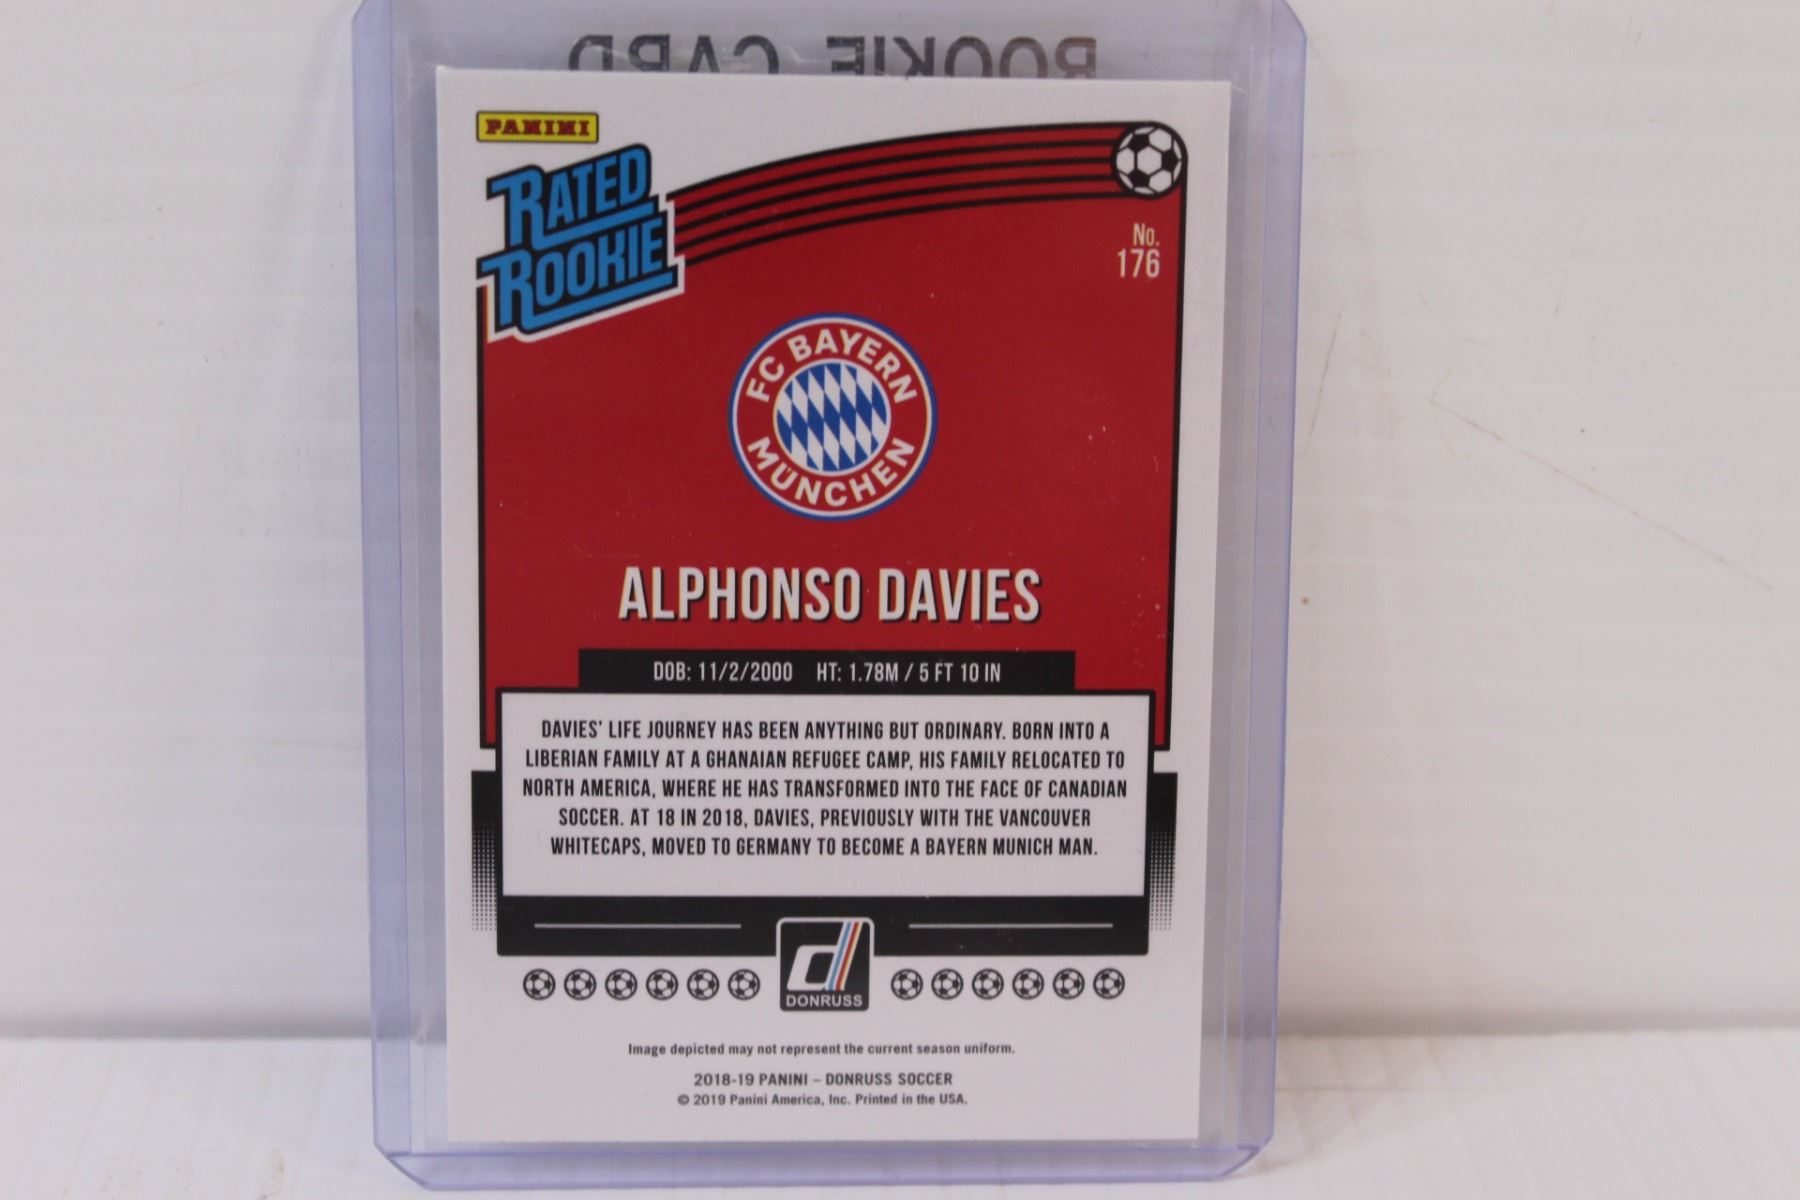 ROOKIE CARD
PANINI
RATED
ROOKIE
No.
176
FC BAYERN
MÜNCHEN
ALPHONSO DAVIES
DOB: 11/2/2000 HT: 1.78M / 5 FT 10 IN
DAVIES' LIFE JOURNEY HAS BEEN ANYTHING BUT ORDINARY. BORN INTO A
LIBERIAN FAMILY AT A GHANAIAN REFUGEE CAMP, HIS FAMILY RELOCATED TO
NORTH AMERICA, WHERE HE HAS TRANSFORMED INTO THE FACE OF CANADIAN
SOCCER. AT 18 IN 2018, DAVIES, PREVIOUSLY WITH THE VANCOUVER
WHITECAPS, MOVED TO GERMANY TO BECOME A BAYERN MUNICH MAN.
d
DONRUSS
Image depicted may not represent the current season uniform.
2018-19 PANINI – DONRUSS SOCCER
© 2019 Panini America, Inc. Printed in the USA.